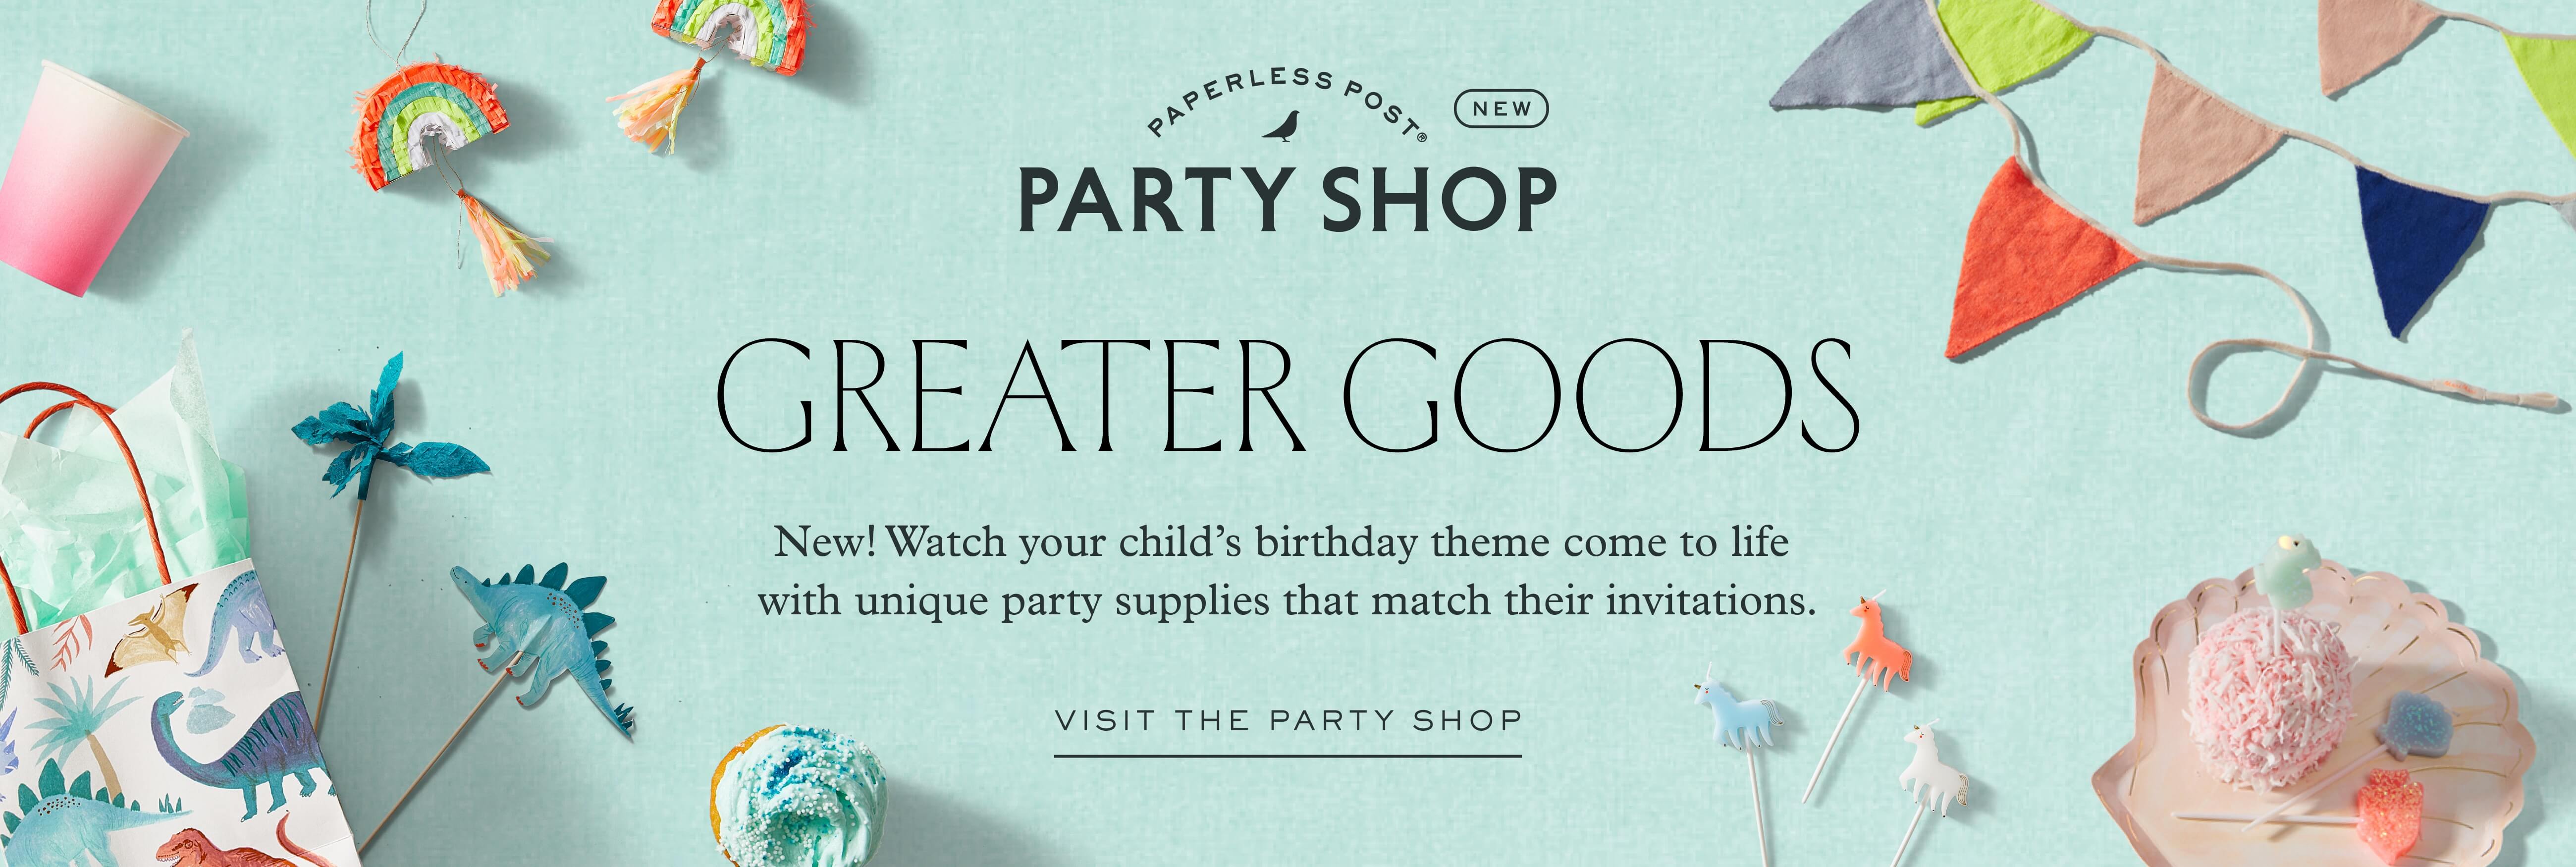 PAPERLESS POST®
NEW
PARTY SHOP
GREATER GOODS
New! Watch your child’s birthday theme come to life
with unique party supplies that match their invitations.
VISIT THE PARTY SHOP